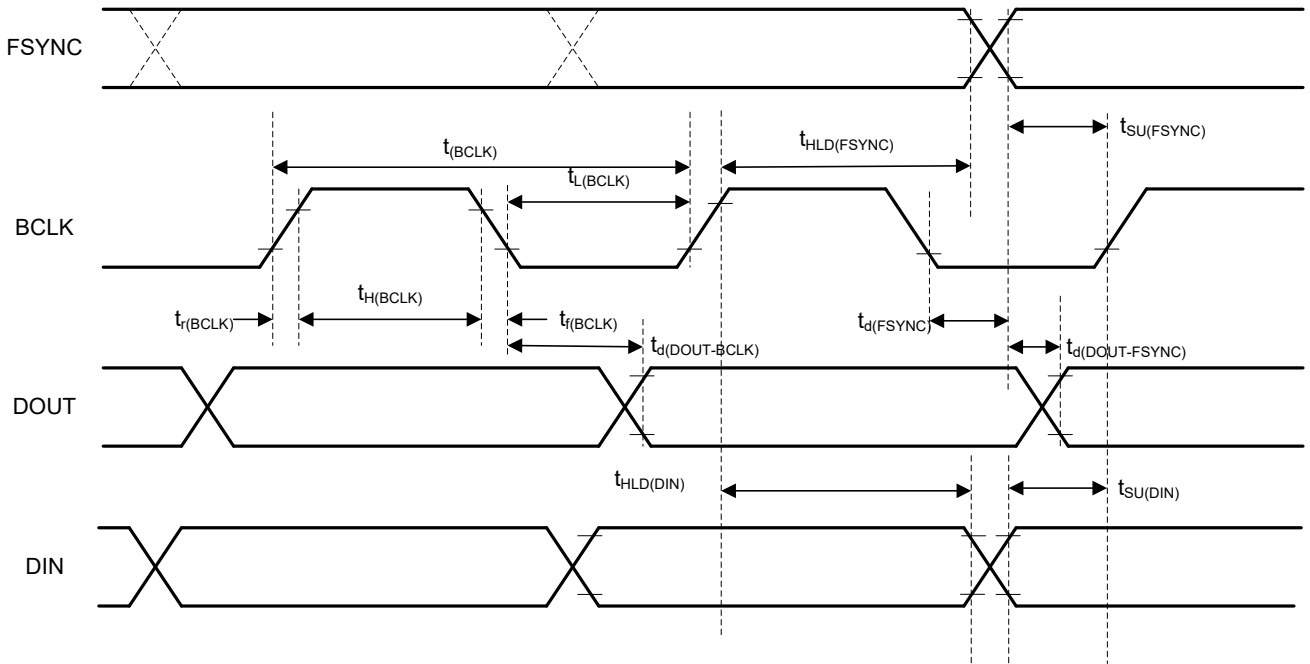 FSYNC
tSU(FSYNC)
tHLD(FSYNC)
t(BCLK)
tL(BCLK)
BCLK
tH(BCLK)
tr(BCLK)
tf(BCLK)
td(FSYNC)
td(DOUT-BCLK)
td(DOUT-FSYNC)
DOUT
tHLD(DIN)
tSU(DIN)
DIN